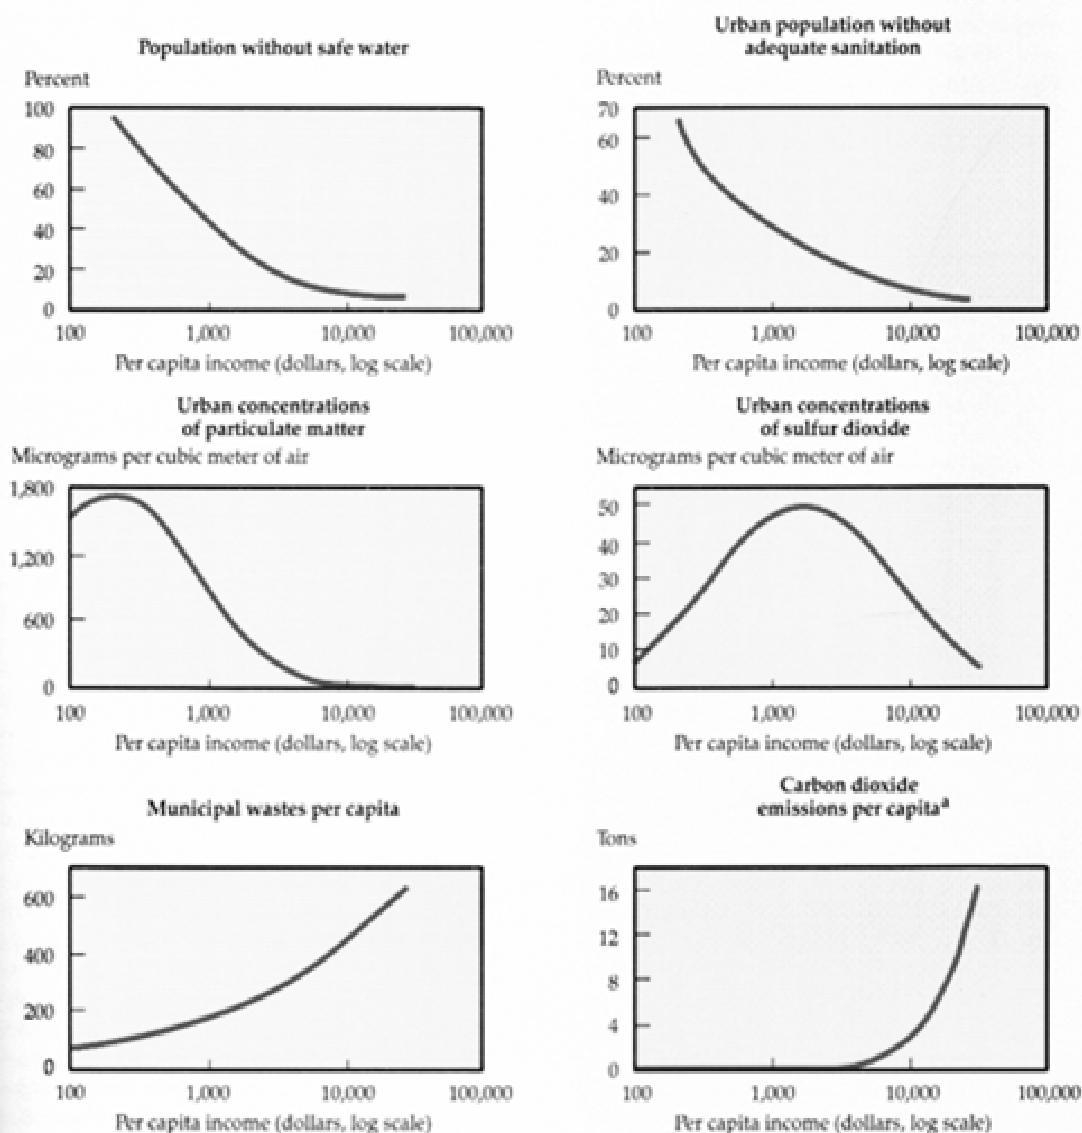 Population without safe water
Percent
100
80
60
40
20
0
100 1,000 10,000 100,000
Per capita income (dollars, log scale)
Urban population without
adequate sanitation
Percent
70
60
40
20
0
100 1,000 10,000 100,000
Per capita income (dollars, log scale)
Urban concentrations
of particulate matter
Micrograms per cubic meter of air
1,800
1,200
600
0
100 1,000 10,000 100,000
Per capita income (dollars, log scale)
Urban concentrations
of sulfur dioxide
Micrograms per cubic meter of air
50
40
30
20
10
0
100 1,000 10,000 100,000
Per capita income (dollars, log scale)
Municipal wastes per capita
Kilograms
600
400
200
0
100 1,000 10,000 100,000
Per capita income (dollars, log scale)
Carbon dioxide
emissions per capitaª
Tons
16
12
8
4
0
100 1,000 10,000 100,000
Per capita income (dollars, log scale)